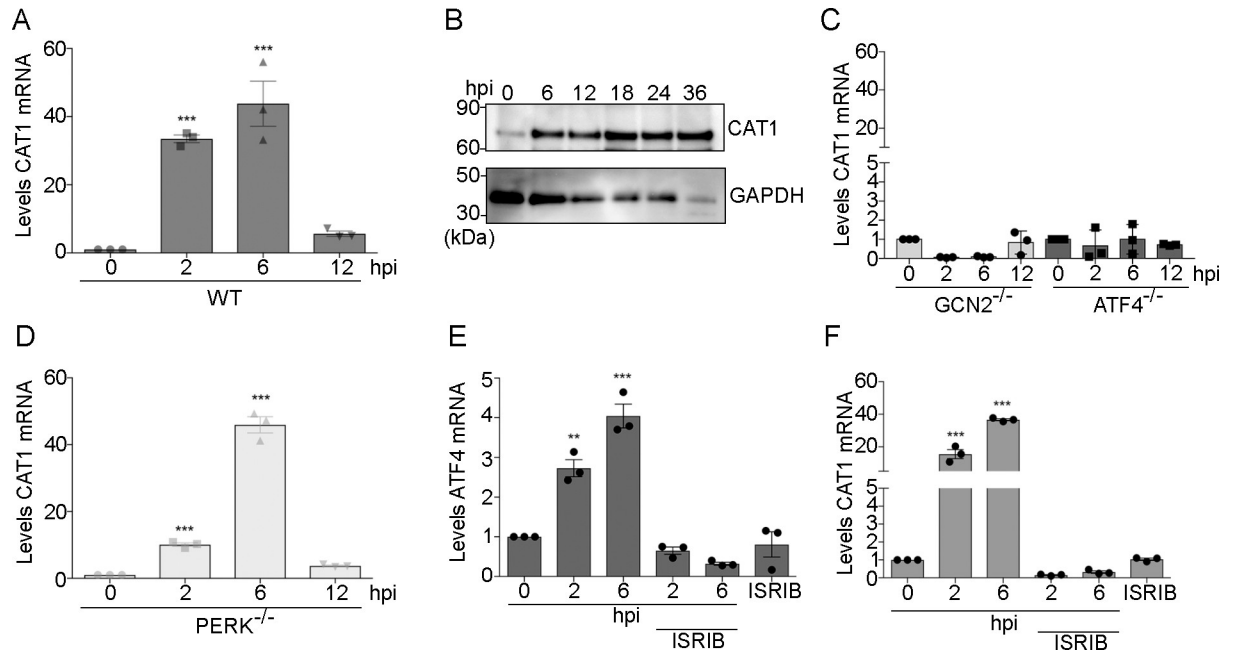 A
Levels CAT1 mRNA
60
40
20
0
***
***
0 2 6 12 hpi
WT
B
hpi 0 6 12 18 24 36
90
60
CAT1
50
30
GAPDH
(kDa)
C
Levels CAT1 mRNA
60
40
20
5
4
3
2
1
0
0 2 6 12 0 2 6 12 hpi
GCN2-/- ATF4-/-
D
Levels CAT1 mRNA
60
40
20
0
***
***
0 2 6 12 hpi
PERK-/-
E
Levels ATF4 mRNA
5
4
3
2
1
0
**
***
0 2 6 2 6 ISRIB
hpi
ISRIB
F
Levels CAT1 mRNA
60
40
20
5
4
3
2
1
0
***
***
0 2 6 2 6 ISRIB
hpi
ISRIB